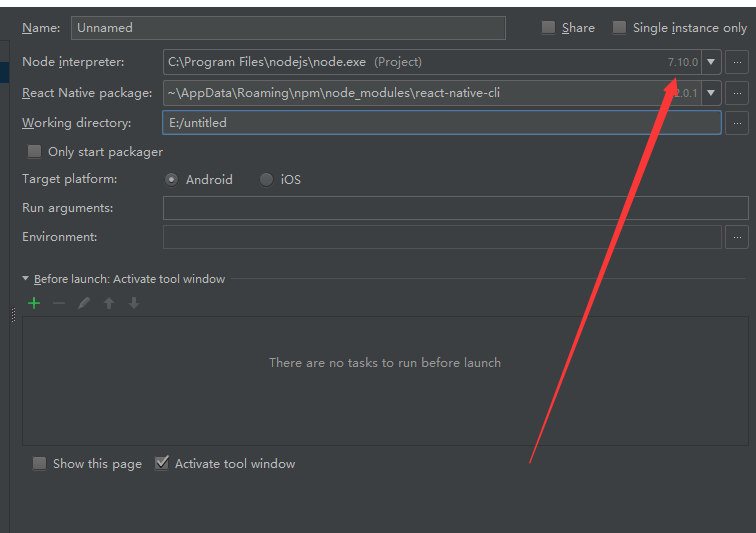 Name: Unnamed Share Single instance only
Node interpreter: C:\Program Files\nodejs\node.exe (Project) 7.10.0 ...
React Native package: ~\AppData\Roaming\npm\node_modules\react-native-cli 2.0.1 ...
Working directory: E:/untitled ...
Only start packager
Target platform: Android iOS
Run arguments:
Environment: ...
Before launch: Activate tool window
There are no tasks to run before launch
Show this page Activate tool window